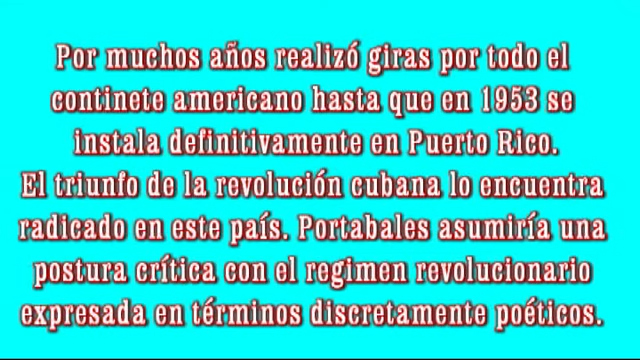 Por muchos años realizó giras por todo el
continete americano hasta que en 1953 se
instala definitivamente en Puerto Rico.
El triunfo de la revolución cubana lo encuentra
radicado en este país. Portabales asumiría una
postura crítica con el regimen revolucionario
expresada en términos discretamente poéticos.